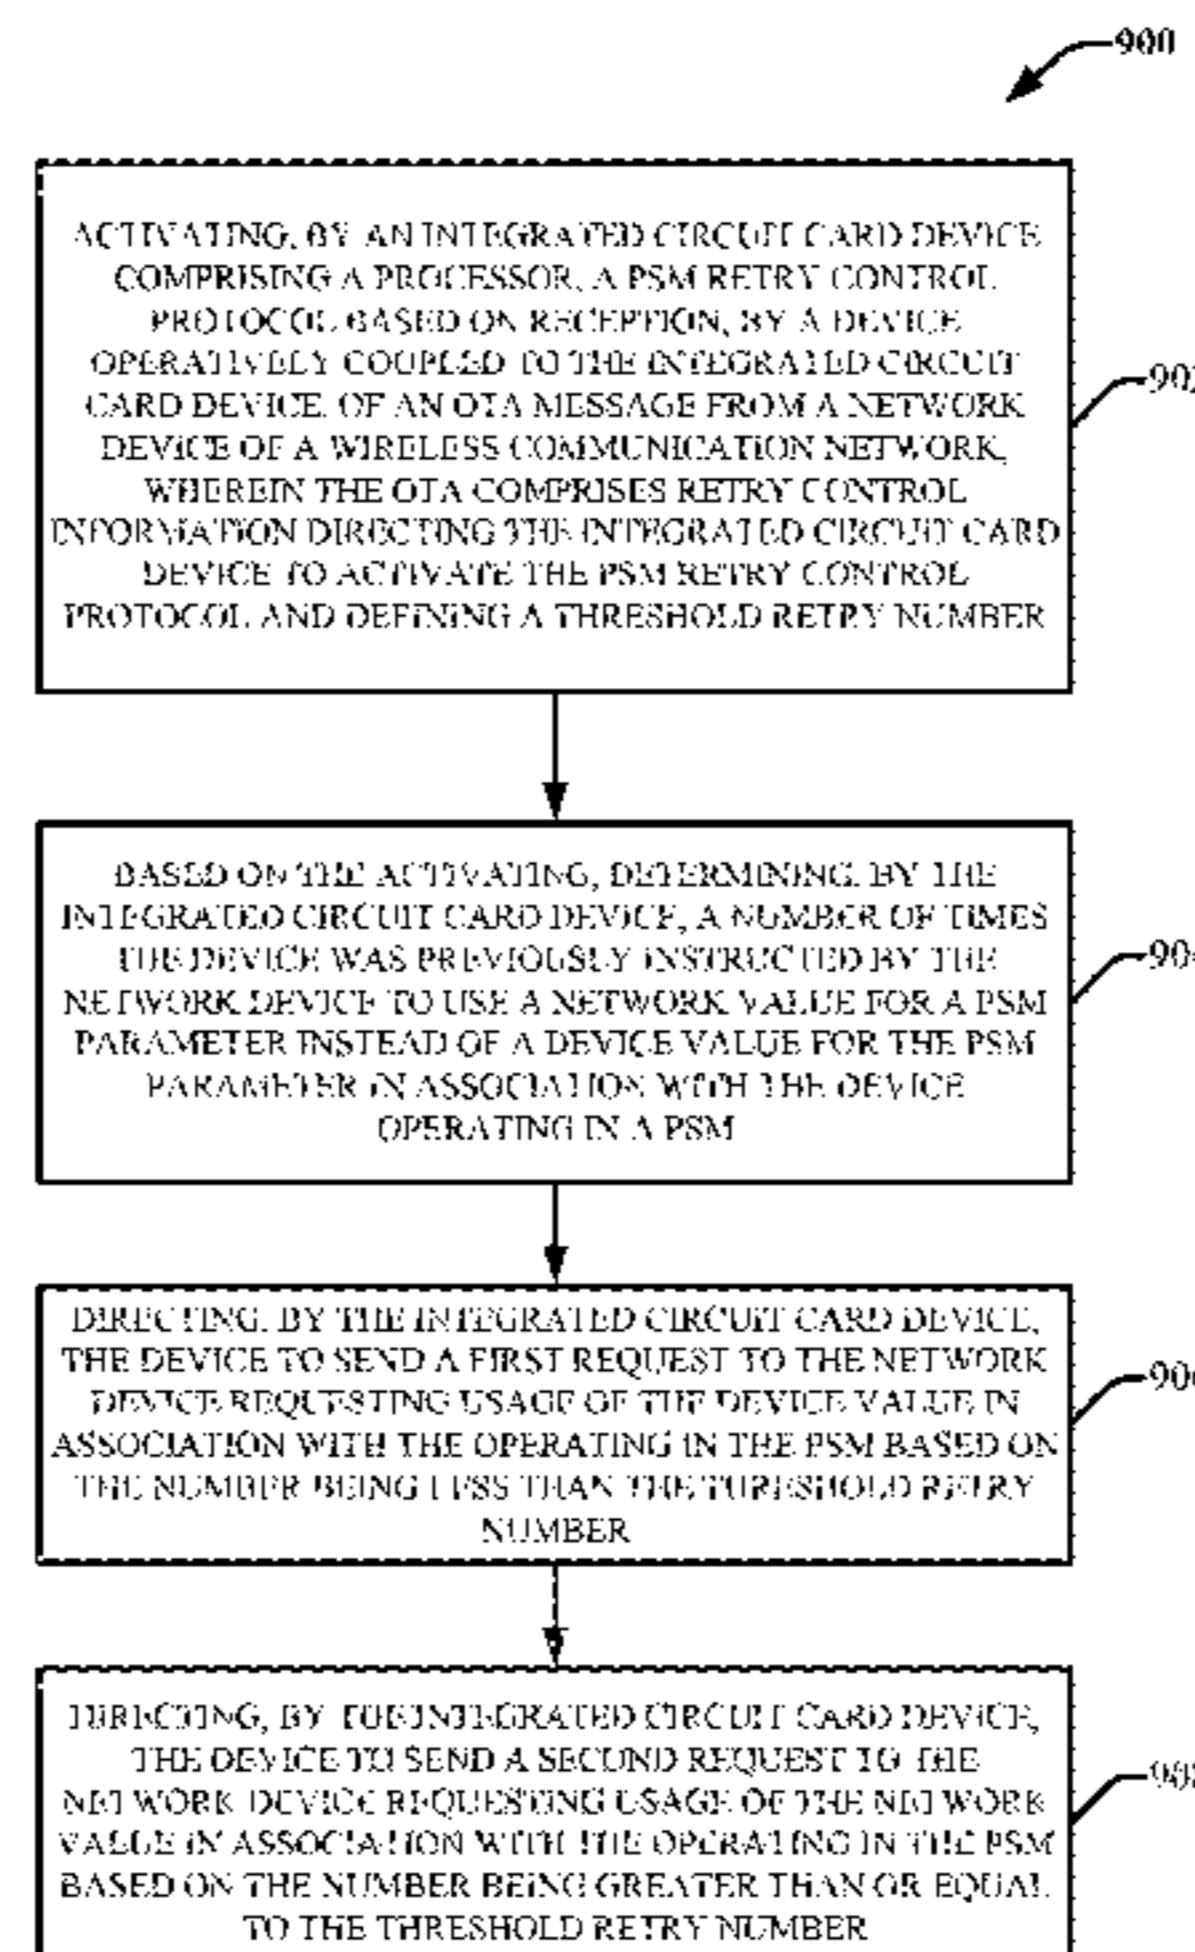 900
ACTIVATING, BY AN INTEGRATED CIRCUIT CARD DEVICE
COMPRISING A PROCESSOR, A PSM RETRY CONTROL
PROTOCOL BASED ON RECEPTION, BY A DEVICE
OPERATIVELY COUPLED TO THE INTEGRATED CIRCUIT
CARD DEVICE, OF AN OTA MESSAGE FROM A NETWORK
DEVICE OF A WIRELESS COMMUNICATION NETWORK,
WHEREIN THE OTA COMPRISES RETRY CONTROL
INFORMATION DIRECTING THE INTEGRATED CIRCUIT CARD
DEVICE TO ACTIVATE THE PSM RETRY CONTROL
PROTOCOL AND DEFINING A THRESHOLD RETRY NUMBER
BASED ON THE ACTIVATING, DETERMINING, BY THE
INTEGRATED CIRCUIT CARD DEVICE, A NUMBER OF TIMES
THE DEVICE WAS PREVIOUSLY INSTRUCTED BY THE
NETWORK DEVICE TO USE A NETWORK VALUE FOR A PSM
PARAMETER INSTEAD OF A DEVICE VALUE FOR THE PSM
PARAMETER IN ASSOCIATION WITH THE DEVICE
OPERATING IN A PSM
DIRECTING, BY THE INTEGRATED CIRCUIT CARD DEVICE,
THE DEVICE TO SEND A FIRST REQUEST TO THE NETWORK
DEVICE REQUESTING USAGE OF THE DEVICE VALUE IN
ASSOCIATION WITH THE OPERATING IN THE PSM BASED ON
THE NUMBER BEING LESS THAN THE THRESHOLD RETRY
NUMBER
DIRECTING, BY THE INTEGRATED CIRCUIT CARD DEVICE,
THE DEVICE TO SEND A SECOND REQUEST TO THE
NETWORK DEVICE REQUESTING USAGE OF THE NETWORK
VALUE IN ASSOCIATION WITH THE OPERATING IN THE PSM
BASED ON THE NUMBER BEING GREATER THAN OR EQUAL
TO THE THRESHOLD RETRY NUMBER